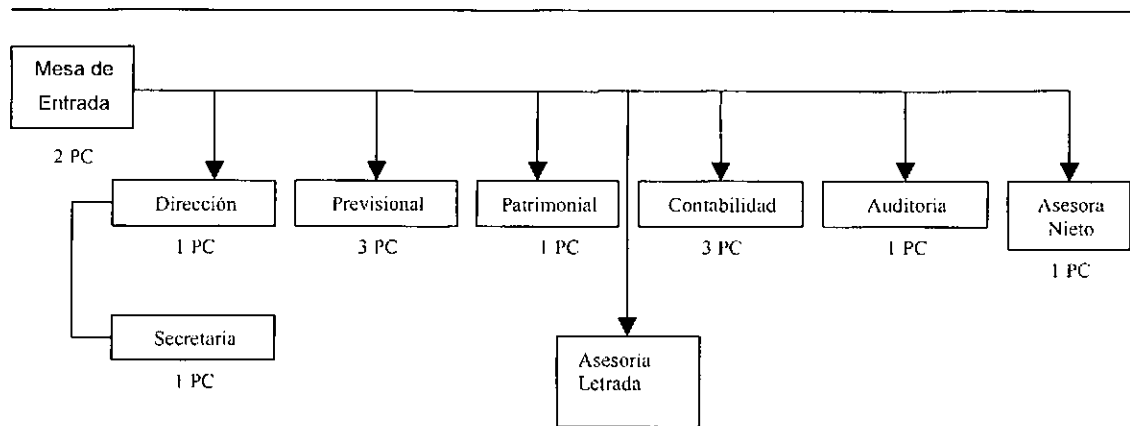 Mesa de
Entrada
2 PC
Dirección
1 PC
Previsional
3 PC
Patrimonial
1 PC
Contabilidad
3 PC
Auditoria
1 PC
Asesora
Nieto
1 PC
Secretaria
1 PC
Asesoria
Letrada